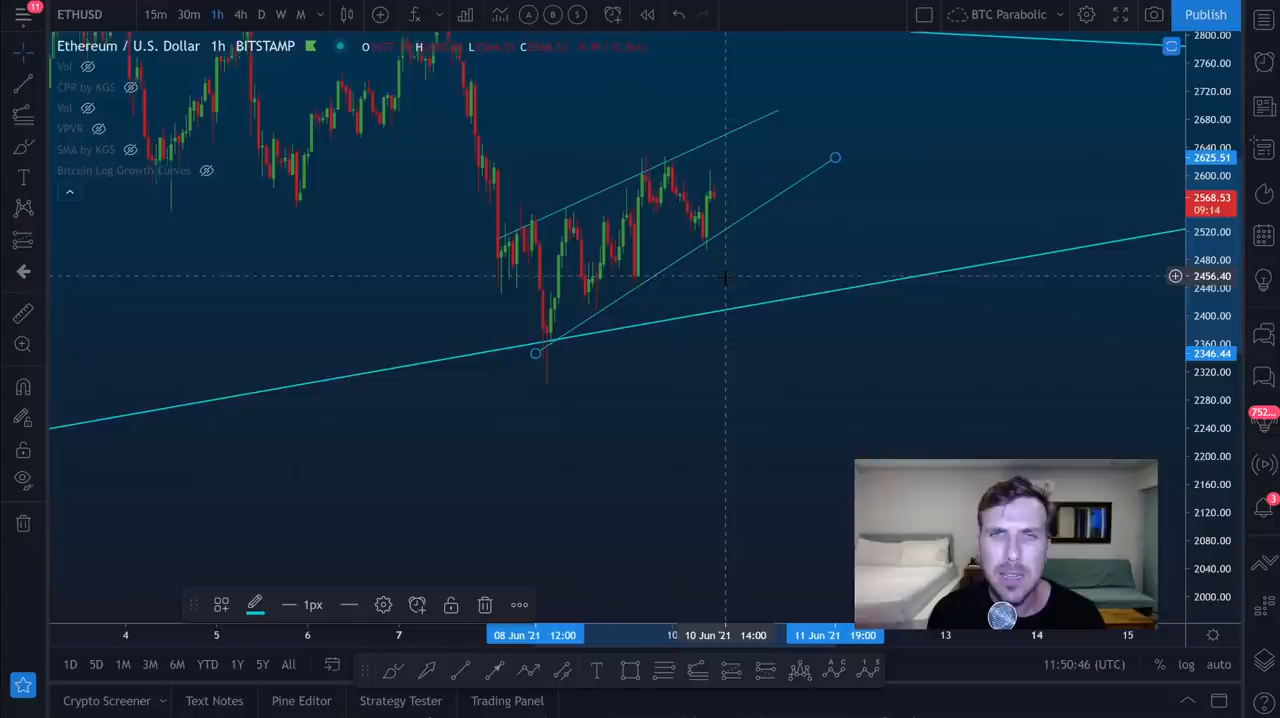 11
ETHUSD 15m 30m 1h 4h D W M A B S BTC Parabolic Publish
Ethereum / U.S. Dollar 1h BITSTAMP O H L C
Vol
CPR by KGS
Vol
VPVR
SMA by KGS
Bitcoin Log Growth Curves
2800.00
2760.00
2720.00
2680.00
2640.00
2625.51
2600.00
2568.53
09:14
2520.00
2480.00
2456.40
2440.00
2400.00
2360.00
2346.44
2320.00
2280.00
2240.00
2200.00
2160.00
2120.00
2080.00
2040.00
2000.00
752...
3
1px
4 5 6 7 08 Jun '21 12:00 10 10 Jun '21 14:00 11 Jun '21 19:00 13 14 15
1D 5D 1M 3M 6M YTD 1Y 5Y All 11:50:46 (UTC) % log auto
Crypto Screener Text Notes Pine Editor Strategy Tester Trading Panel